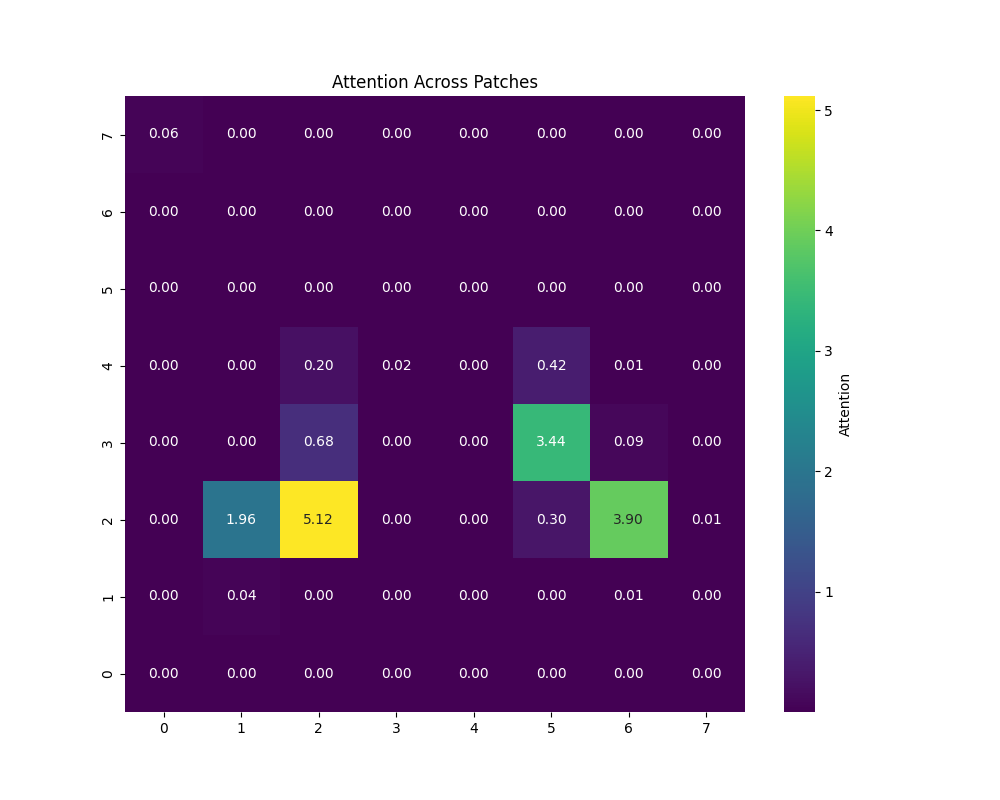 Attention Across Patches
7 0.06 0.00 0.00 0.00 0.00 0.00 0.00 0.00
6 0.00 0.00 0.00 0.00 0.00 0.00 0.00 0.00
5 0.00 0.00 0.00 0.00 0.00 0.00 0.00 0.00
4 0.00 0.00 0.20 0.02 0.00 0.42 0.01 0.00
3 0.00 0.00 0.68 0.00 0.00 3.44 0.09 0.00
2 0.00 1.96 5.12 0.00 0.00 0.30 3.90 0.01
1 0.00 0.04 0.00 0.00 0.00 0.00 0.01 0.00
0 0.00 0.00 0.00 0.00 0.00 0.00 0.00 0.00
0 1 2 3 4 5 6 7
5
4
3
2
1
Attention